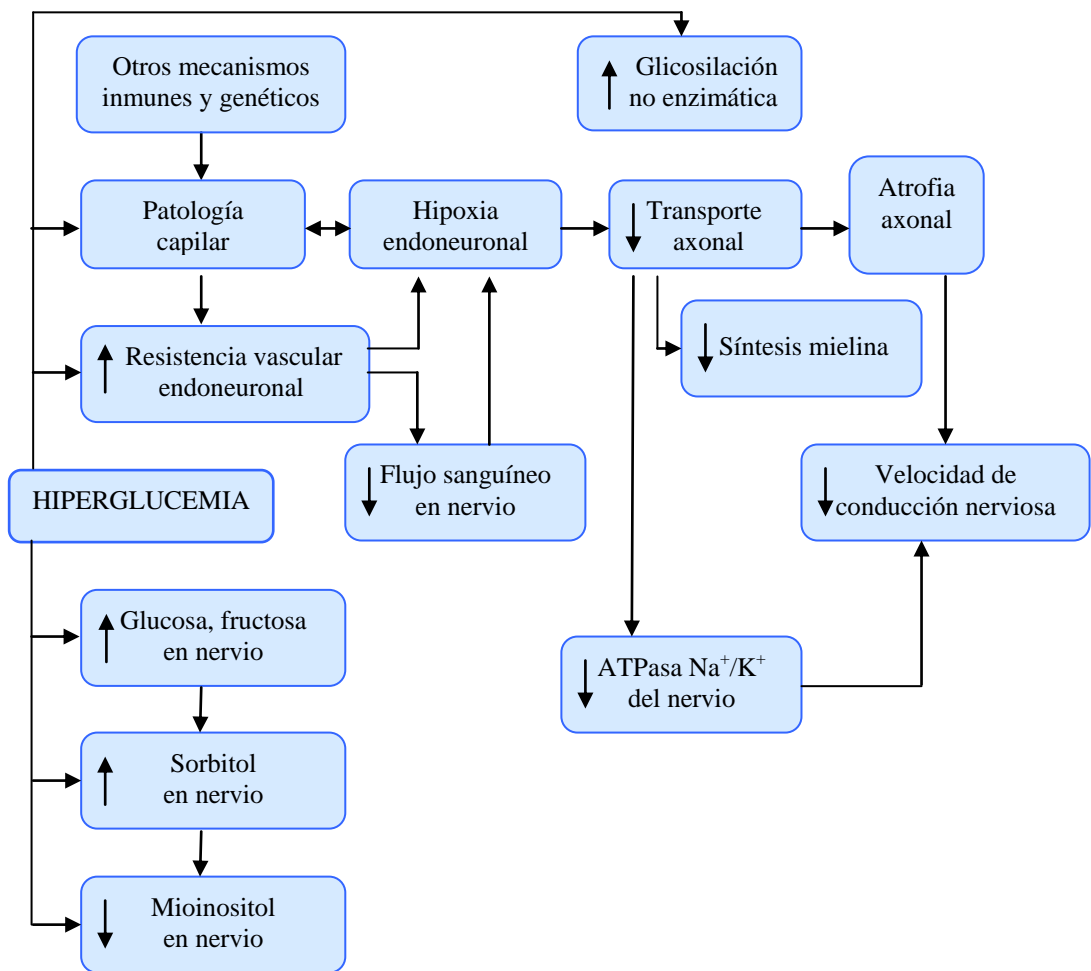 Otros mecanismos
inmunes y genéticos
Glicosilación
no enzimática
Patología
capilar
Hipoxia
endoneuronal
Transporte
axonal
Atrofia
axonal
Resistencia vascular
endoneuronal
Síntesis mielina
Flujo sanguíneo
en nervio
Velocidad de
conducción nerviosa
HIPERGLUCEMIA
Glucosa, fructosa
en nervio
ATPasa Na⁺/K⁺
del nervio
Sorbitol
en nervio
Mioinositol
en nervio